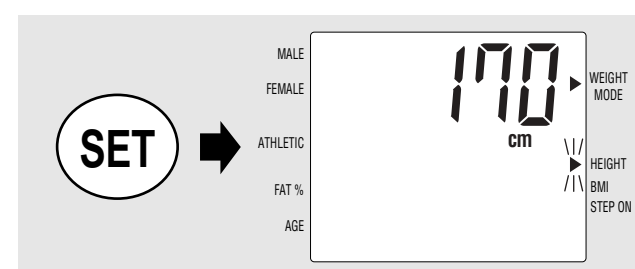 SET
MALE
FEMALE
ATHLETIC
FAT %
AGE
170
cm
WEIGHT
MODE
HEIGHT
BMI
STEP ON